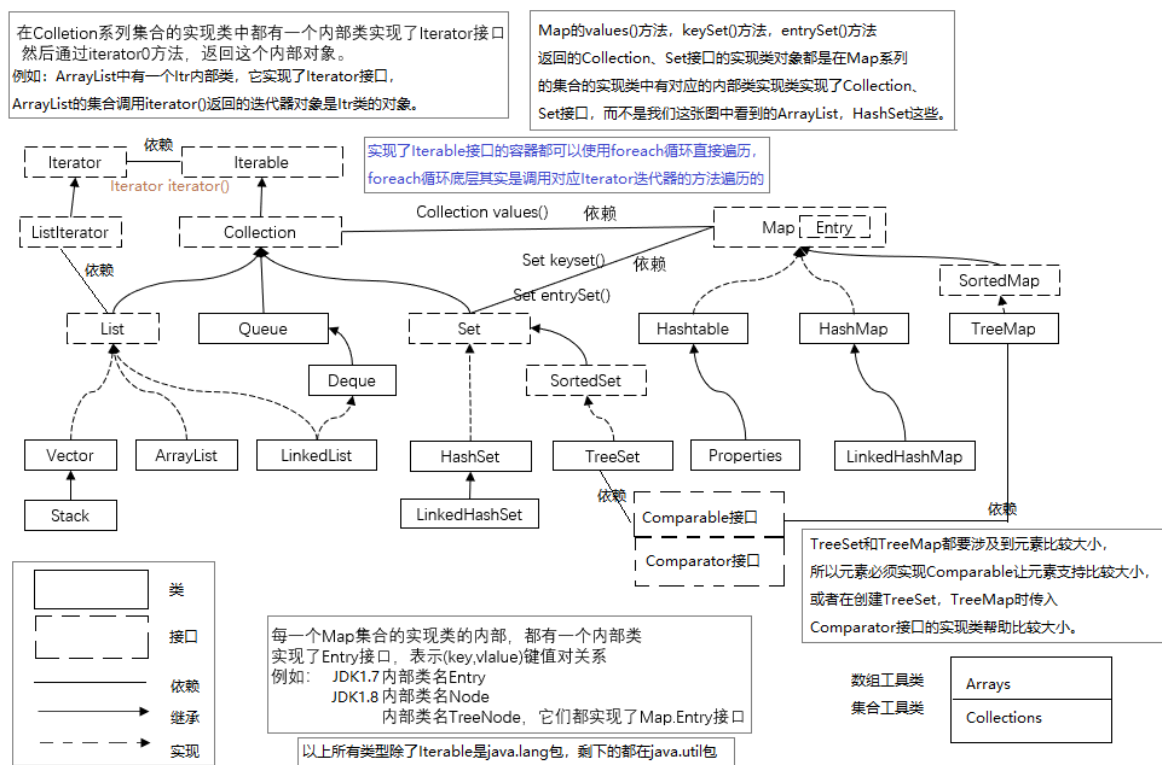 在Colletion系列集合的实现类中都有一个内部类实现了Iterator接口
然后通过iterator0方法，返回这个内部对象。
例如：ArrayList中有一个Itr内部类，它实现了Iterator接口，
ArrayList的集合调用iterator()返回的迭代器对象是Itr类的对象。
Map的values()方法，keySet()方法，entrySet()方法
返回的Collection、Set接口的实现类对象都是在Map系列
的集合的实现类中有对应的内部类实现类实现了Collection、
Set接口，而不是我们这张图中看到的ArrayList，HashSet这些。
实现了Iterable接口的容器都可以使用foreach循环直接遍历，
foreach循环底层其实是调用对应Iterator迭代器的方法遍历的
Iterator
依赖
Iterable
Iterator iterator()
ListIterator
Collection
Collection values()
依赖
Map
Entry
依赖
Set keyset()
依赖
Set entrySet()
SortedMap
List
Queue
Set
Hashtable
HashMap
TreeMap
Deque
SortedSet
Vector
ArrayList
LinkedList
HashSet
TreeSet
Properties
LinkedHashMap
Stack
LinkedHashSet
依赖
Comparable接口
依赖
Comparator接口
TreeSet和TreeMap都要涉及到元素比较大小，
所以元素必须实现Comparable让元素支持比较大小，
或者在创建TreeSet，TreeMap时传入
Comparator接口的实现类帮助比较大小。
类
接口
依赖
继承
实现
每一个Map集合的实现类的内部，都有一个内部类
实现了Entry接口，表示(key,vlalue)键值对关系
例如： JDK1.7 内部类名Entry
JDK1.8 内部类名Node
内部类名TreeNode，它们都实现了Map.Entry接口
以上所有类型除了Iterable是java.lang包，剩下的都在java.util包
数组工具类
Arrays
集合工具类
Collections